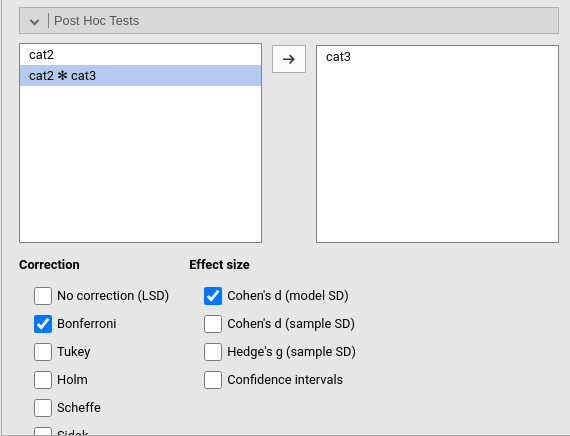 Post Hoc Tests
cat2
cat2 ✻ cat3
cat3
Correction
No correction (LSD)
Bonferroni
Tukey
Holm
Scheffe
Sidak
Effect size
Cohen's d (model SD)
Cohen's d (sample SD)
Hedge's g (sample SD)
Confidence intervals